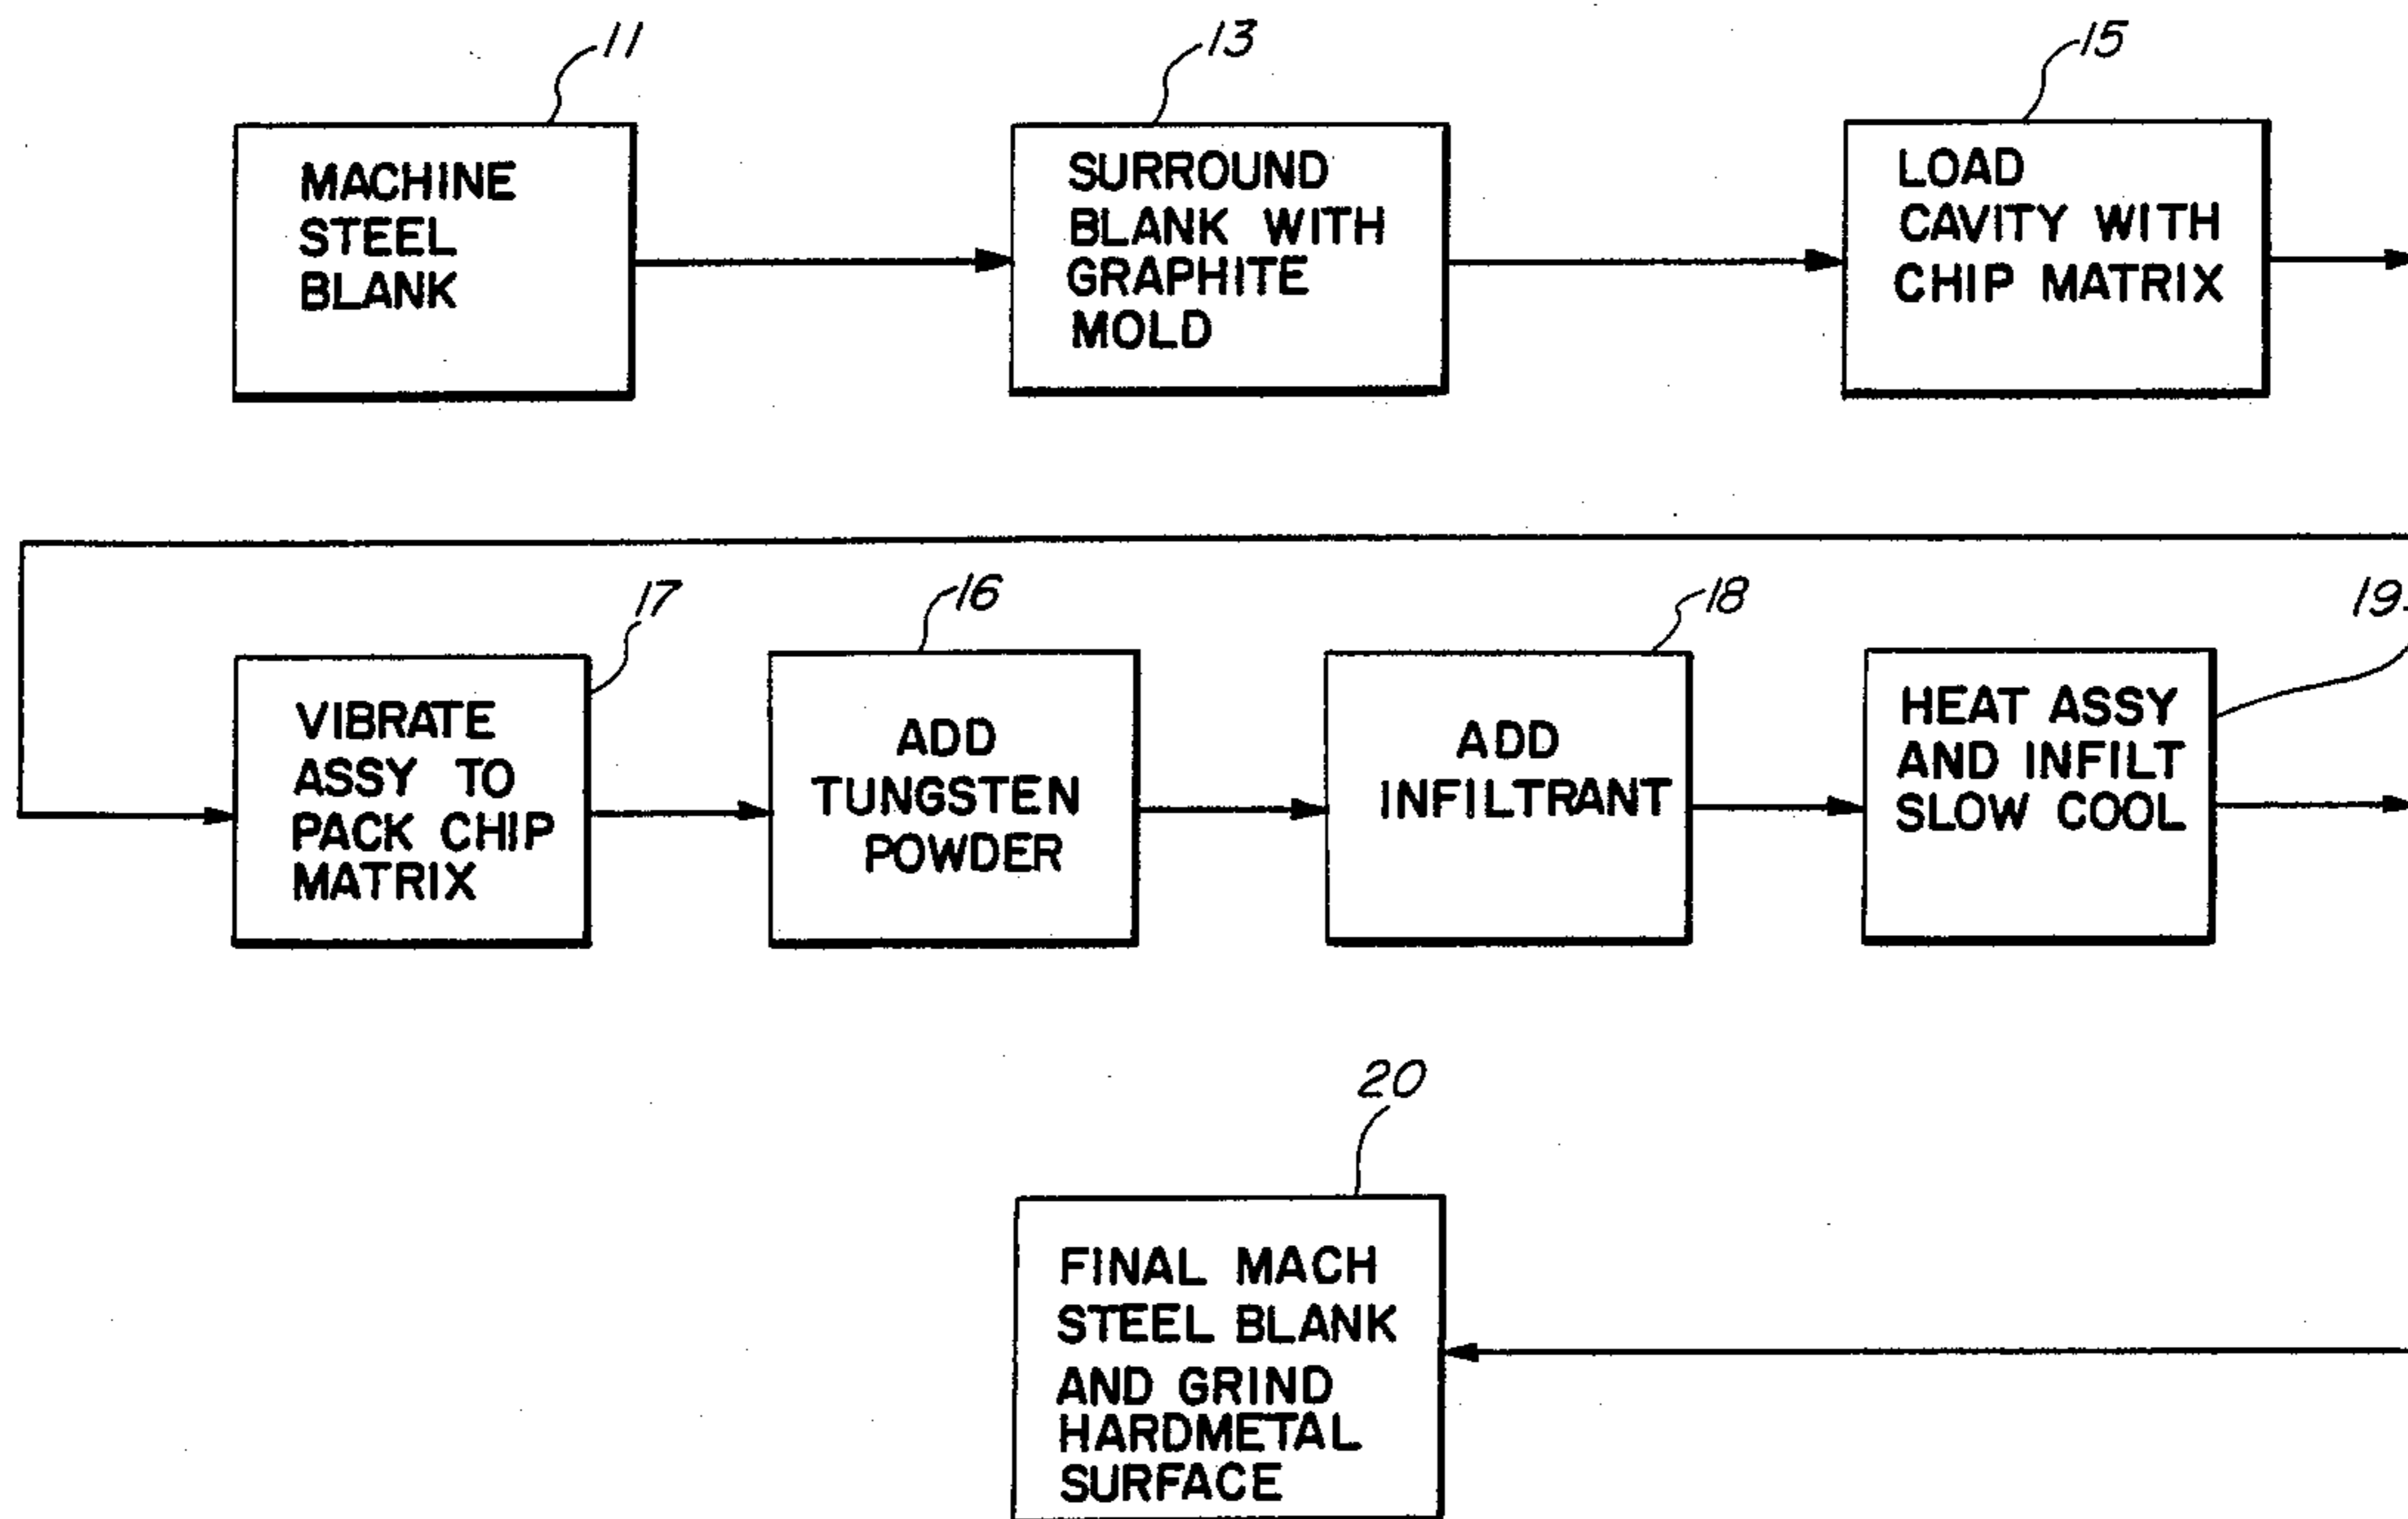 11
MACHINE
STEEL
BLANK
13
SURROUND
BLANK WITH
GRAPHITE
MOLD
15
LOAD
CAVITY WITH
CHIP MATRIX
17
VIBRATE
ASSY TO
PACK CHIP
MATRIX
16
ADD
TUNGSTEN
POWDER
18
ADD
INFILTRANT
19
HEAT ASSY
AND INFILT
SLOW COOL
20
FINAL MACH
STEEL BLANK
AND GRIND
HARDMETAL
SURFACE